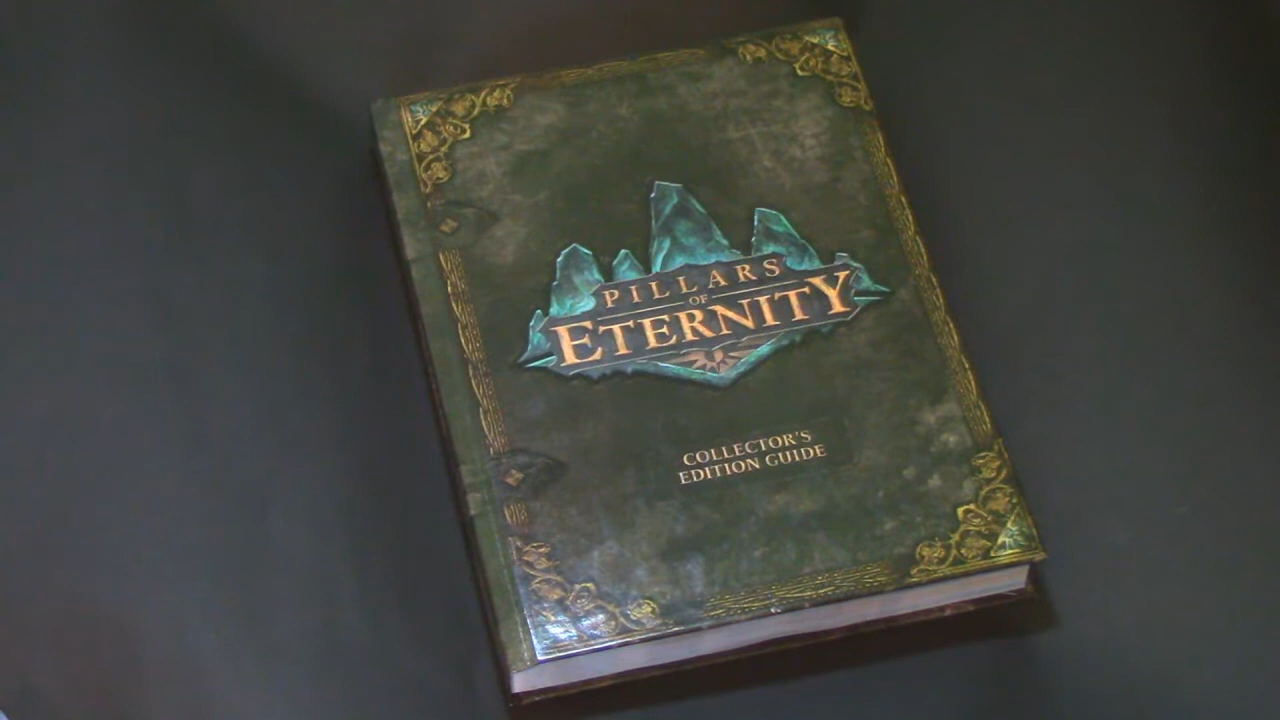 PILLARS
OF
ETERNITY
COLLECTOR'S
EDITION GUIDE